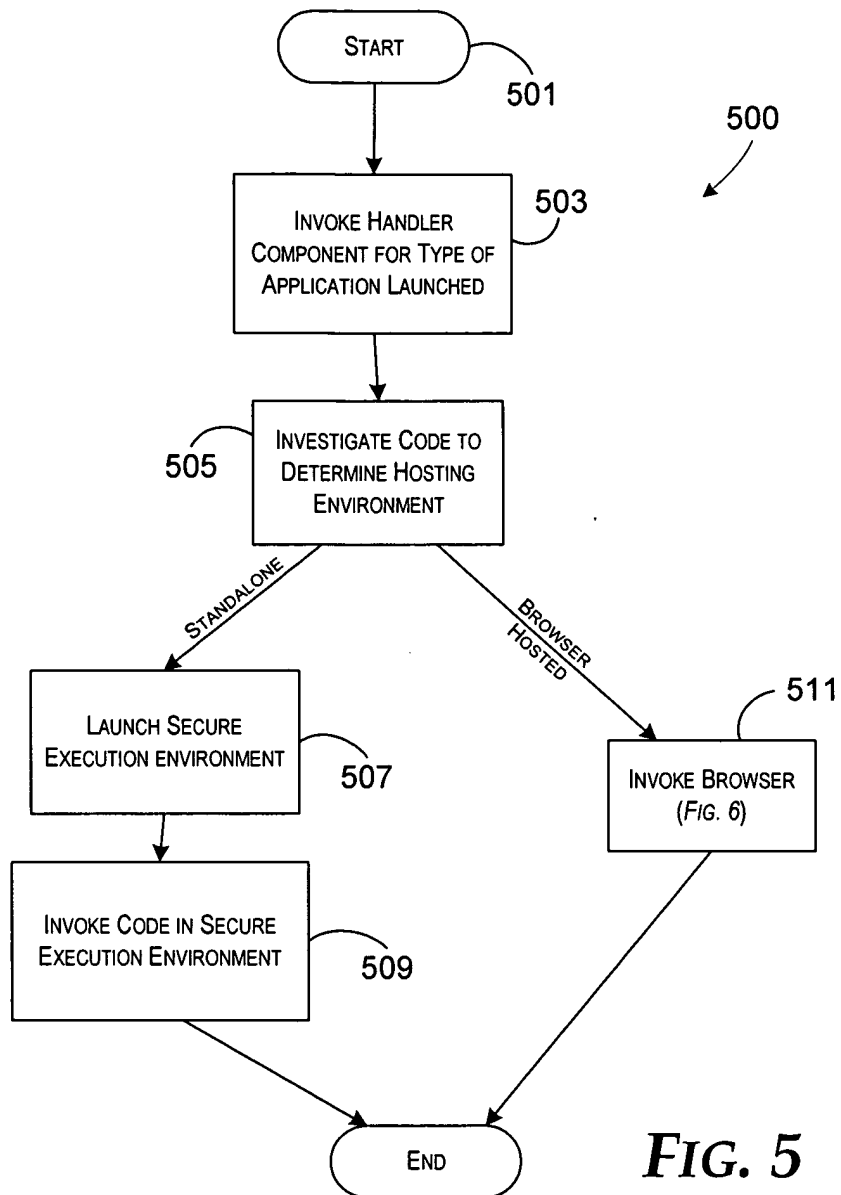 START
501
500
INVOKE HANDLER
COMPONENT FOR TYPE OF
APPLICATION LAUNCHED
503
INVESTIGATE CODE TO
DETERMINE HOSTING
ENVIRONMENT
505
STANDALONE
BROWSER
HOSTED
LAUNCH SECURE
EXECUTION ENVIRONMENT
507
511
INVOKE BROWSER
(FIG. 6)
INVOKE CODE IN SECURE
EXECUTION ENVIRONMENT
509
END
FIG. 5